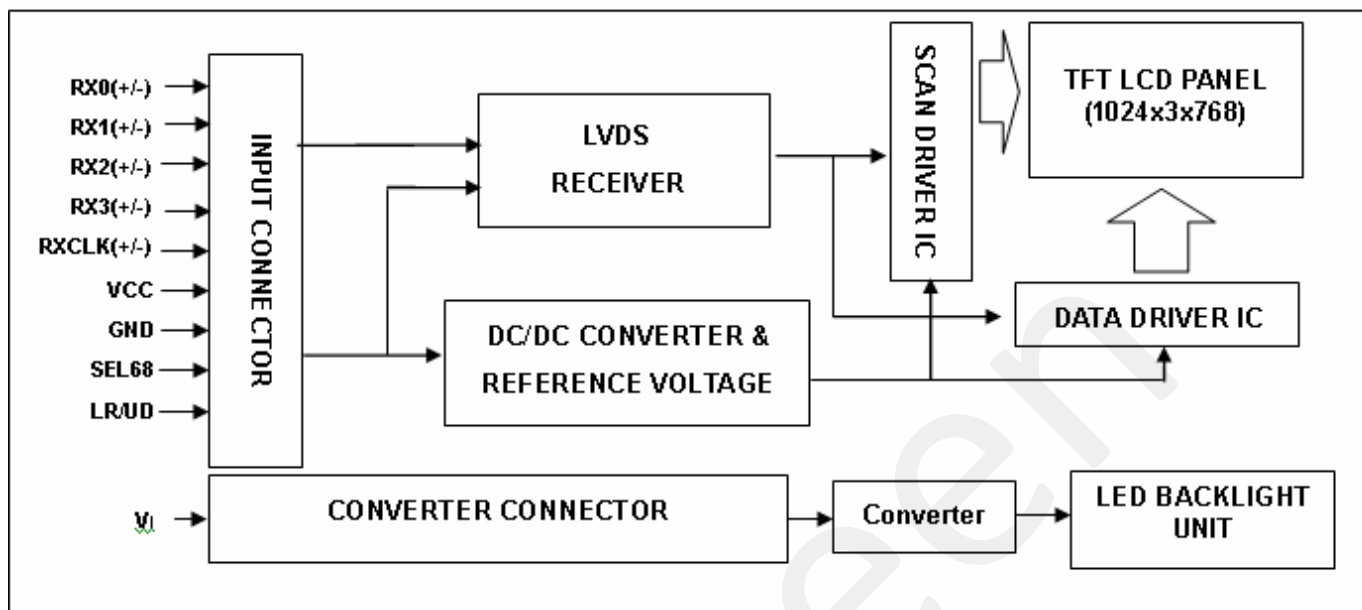 RX0(+/-)
RX1(+/-)
RX2(+/-)
RX3(+/-)
RXCLK(+/-)
VCC
GND
SEL68
LR/UD
INPUT CONNECTOR
LVDS
RECEIVER
DC/DC CONVERTER &
REFERENCE VOLTAGE
SCAN DRIVER IC
TFT LCD PANEL
(1024x3x768)
DATA DRIVER IC
VI
CONVERTER CONNECTOR
Converter
LED BACKLIGHT
UNIT